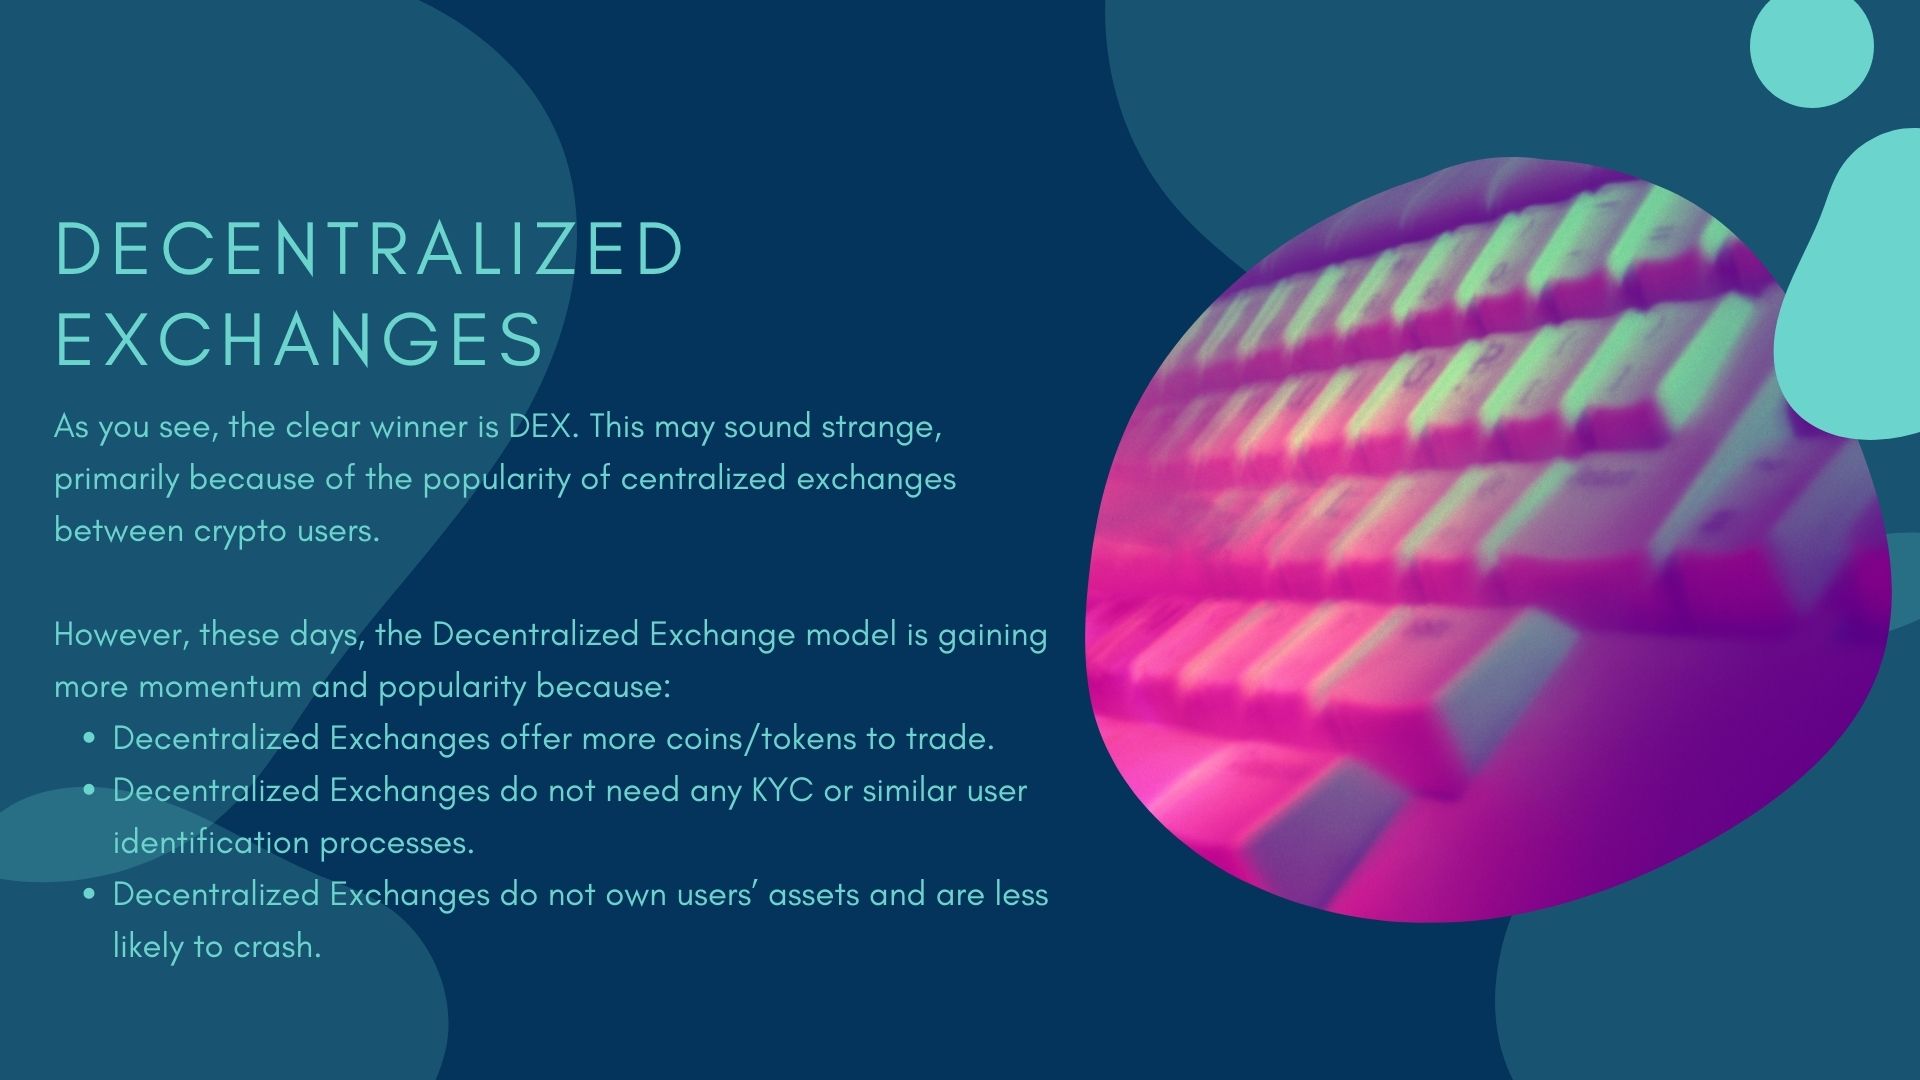 DECENTRALIZED
EXCHANGES
As you see, the clear winner is DEX. This may sound strange,
primarily because of the popularity of centralized exchanges
between crypto users.
However, these days, the Decentralized Exchange model is gaining
more momentum and popularity because:
• Decentralized Exchanges offer more coins/tokens to trade.
• Decentralized Exchanges do not need any KYC or similar user
identification processes.
• Decentralized Exchanges do not own users’ assets and are less
likely to crash.